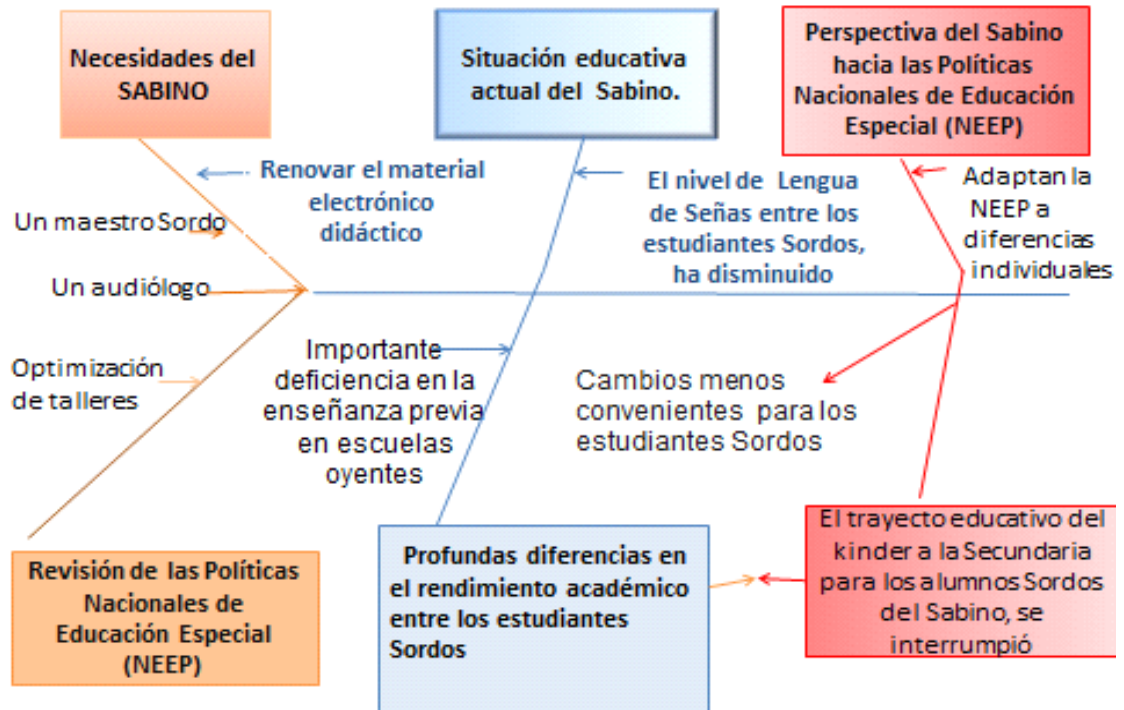 Necesidades del
SABINO
Situación educativa
actual del Sabino.
Perspectiva del Sabino
hacia las Políticas
Nacionales de Educación
Especial (NEEP)
Renovar el material
electrónico
didáctico
El nivel de Lengua
de Señas entre los
estudiantes Sordos,
ha disminuido
Adaptan la
NEEP a
diferencias
individuales
Un maestro Sordo
Un audiólogo
Optimización
de talleres
Importante
deficiencia en la
enseñanza previa
en escuelas
oyentes
Cambios menos
convenientes para los
estudiantes Sordos
Revisión de las Políticas
Nacionales de
Educación Especial
(NEEP)
Profundas diferencias en
el rendimiento académico
entre los estudiantes
Sordos
El trayecto educativo del
kinder a la Secundaria
para los alumnos Sordos
del Sabino, se
interrumpió